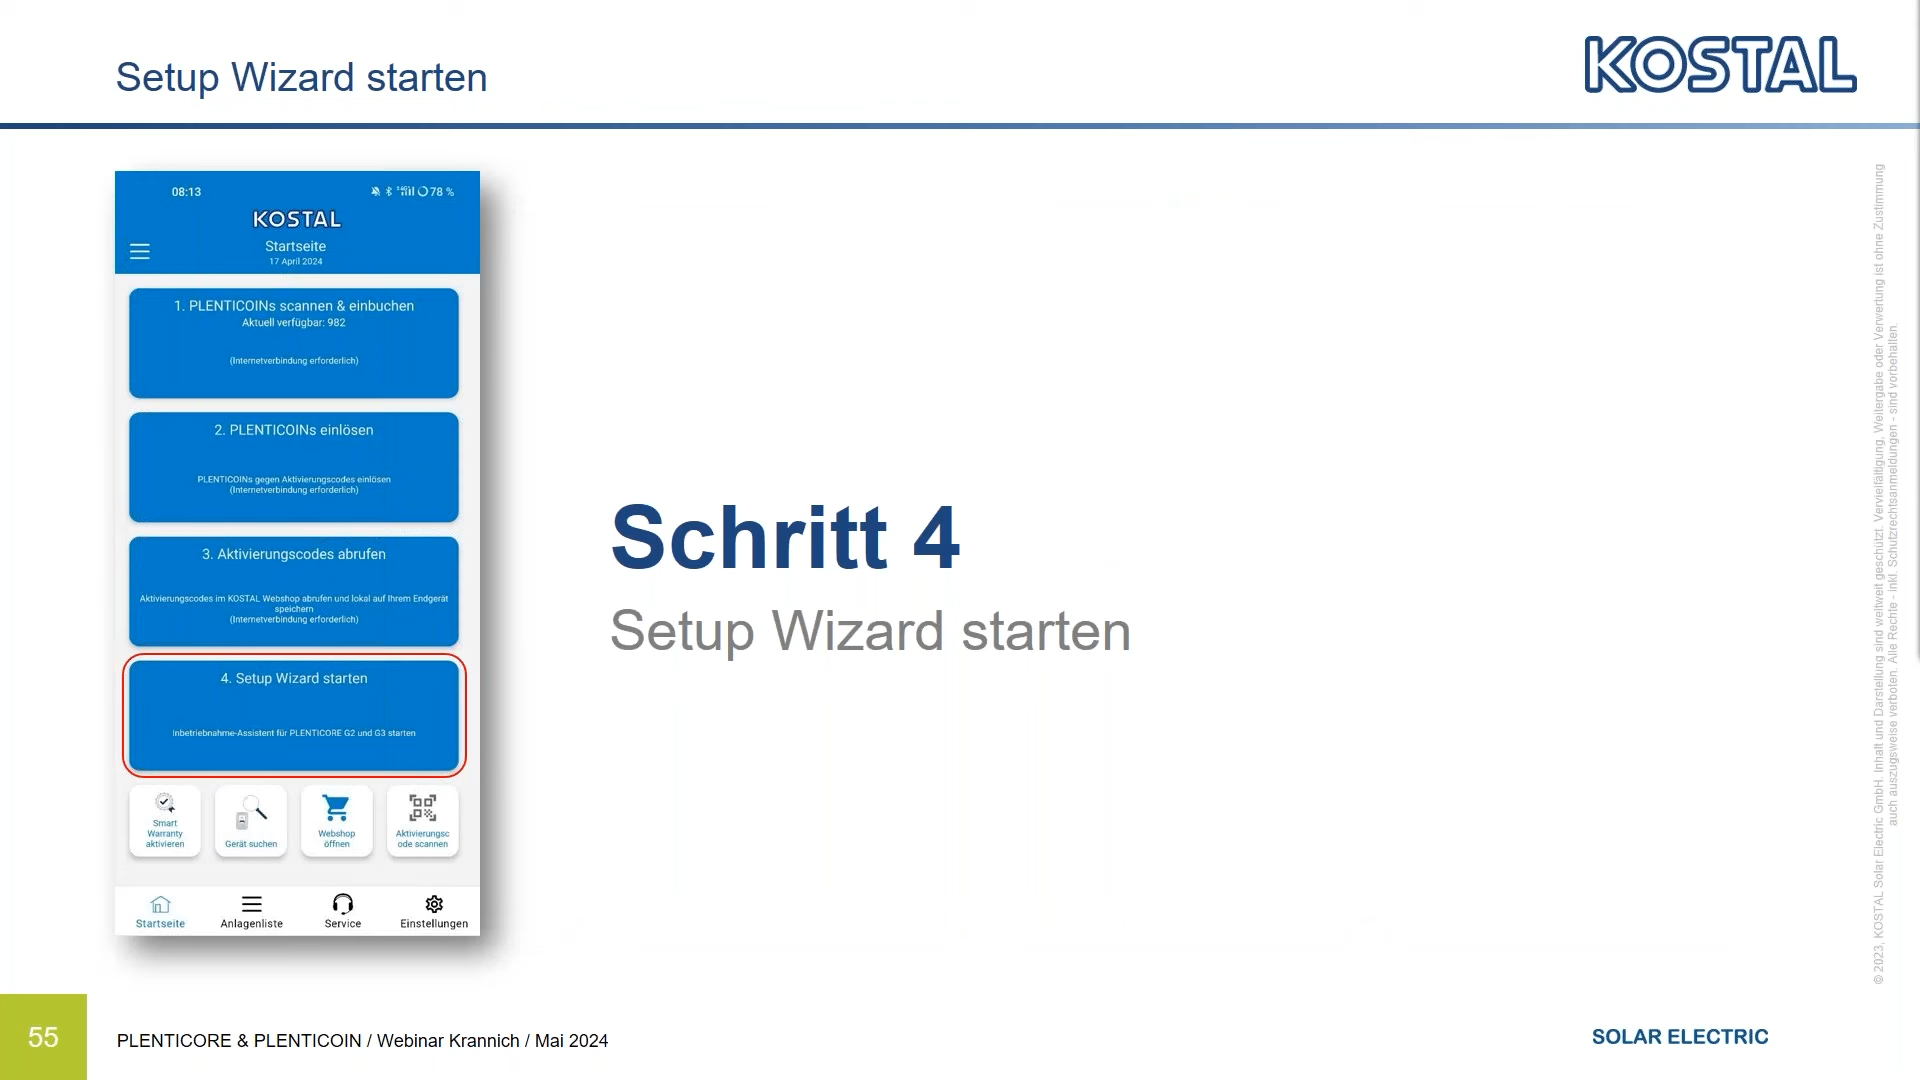 Setup Wizard starten
KOSTAL
08:13
78 %
KOSTAL
Startseite
17 April 2024
1. PLENTICOINs scannen & einbuchen
Aktuell verfügbar: 982
(Internetverbindung erforderlich)
2. PLENTICOINs einlösen
PLENTICOINs gegen Aktivierungscodes einlösen
(Internetverbindung erforderlich)
3. Aktivierungscodes abrufen
Aktivierungscodes im KOSTAL Webshop abrufen und lokal auf Ihrem Endgerät
speichern
(Internetverbindung erforderlich)
4. Setup Wizard starten
Inbetriebnahme-Assistent für PLENTICORE G2 und G3 starten
Smart
Warranty
aktivieren
Gerät suchen
Webshop
öffnen
Aktivierungsc
ode scannen
Startseite
Anlagenliste
Service
Einstellungen
Schritt 4
Setup Wizard starten
© 2023, KOSTAL Solar Electric GmbH. Inhalt und Darstellung sind weltweit geschützt. Vervielfältigung, Weitergabe oder Verwertung ist ohne Zustimmung
auch auszugsweise verboten. Alle Rechte - inkl. Schutzrechtsanmeldungen - sind vorbehalten.
55
PLENTICORE & PLENTICOIN / Webinar Krannich / Mai 2024
SOLAR ELECTRIC